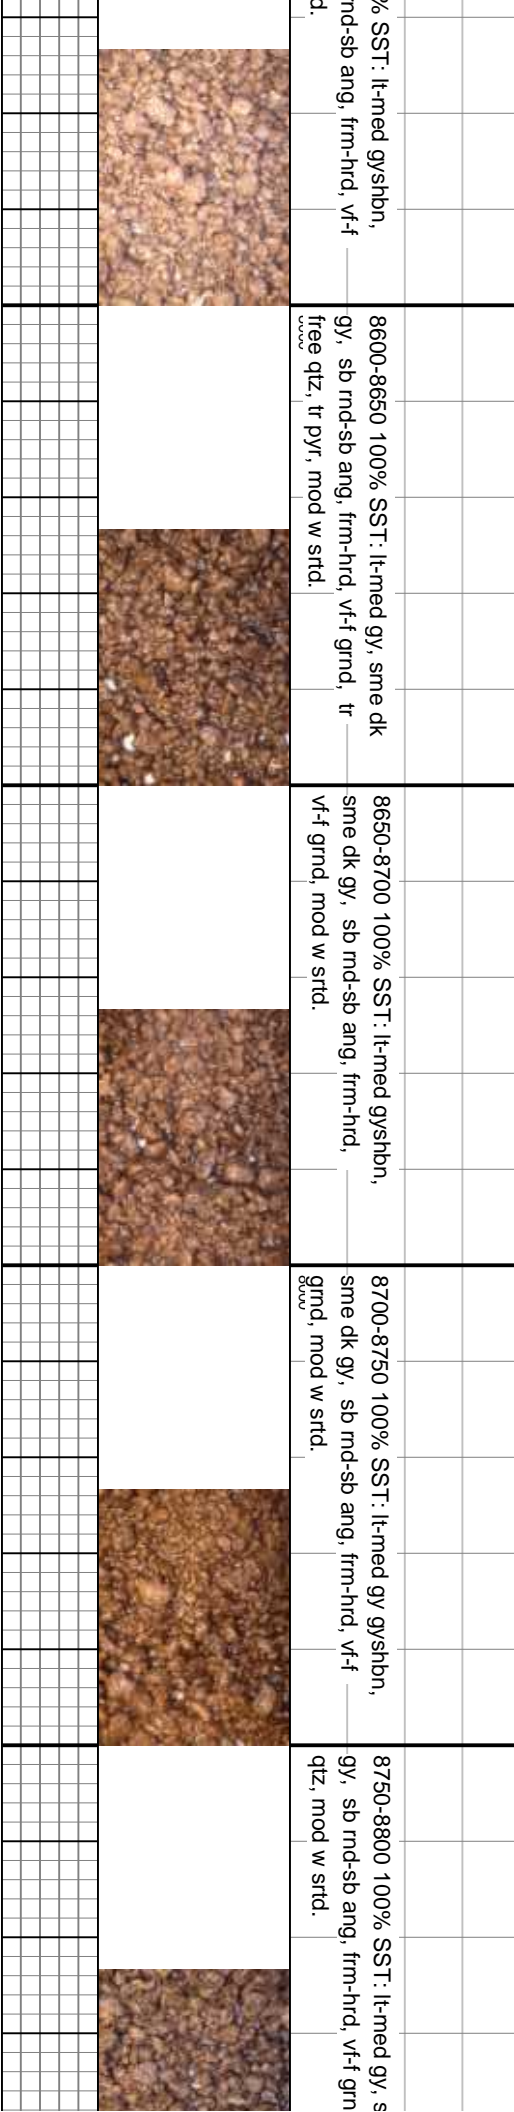 % SST: lt-med gyshbn,
rnd-sb ang, frm-hrd, vf-f
d.
8600-8650 100% SST: lt-med gy, sme dk
gy, sb rnd-sb ang, frm-hrd, vf-f grnd, tr
free qtz, tr pyr, mod w srtd.
8650-8700 100% SST: lt-med gyshbn,
sme dk gy, sb rnd-sb ang, frm-hrd,
vf-f grnd, mod w srtd.
8700-8750 100% SST: lt-med gy gyshbn,
sme dk gy, sb rnd-sb ang, frm-hrd, vf-f
grnd, mod w srtd.
8750-8800 100% SST: lt-med gy, s
gy, sb rnd-sb ang, frm-hrd, vf-f grn
qtz, mod w srtd.